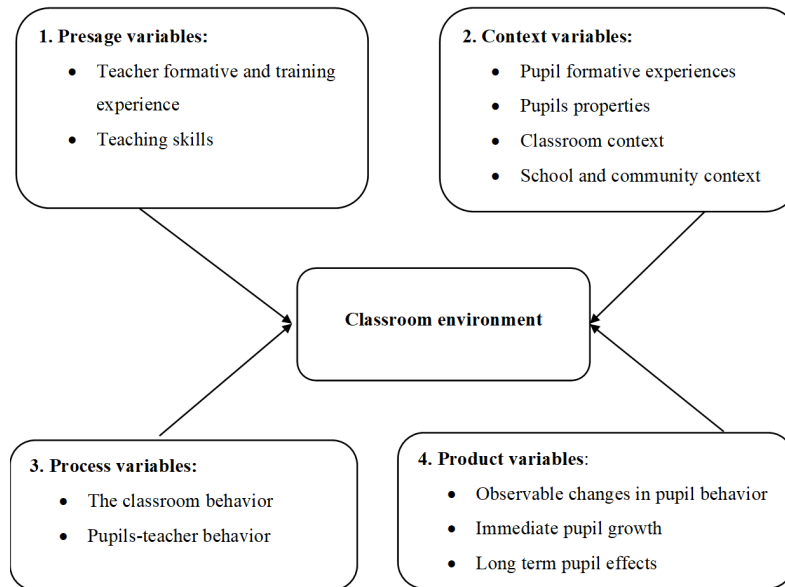 1. Presage variables:
• Teacher formative and training
experience
• Teaching skills
2. Context variables:
• Pupil formative experiences
• Pupils properties
• Classroom context
• School and community context
Classroom environment
3. Process variables:
• The classroom behavior
• Pupils-teacher behavior
4. Product variables:
• Observable changes in pupil behavior
• Immediate pupil growth
• Long term pupil effects